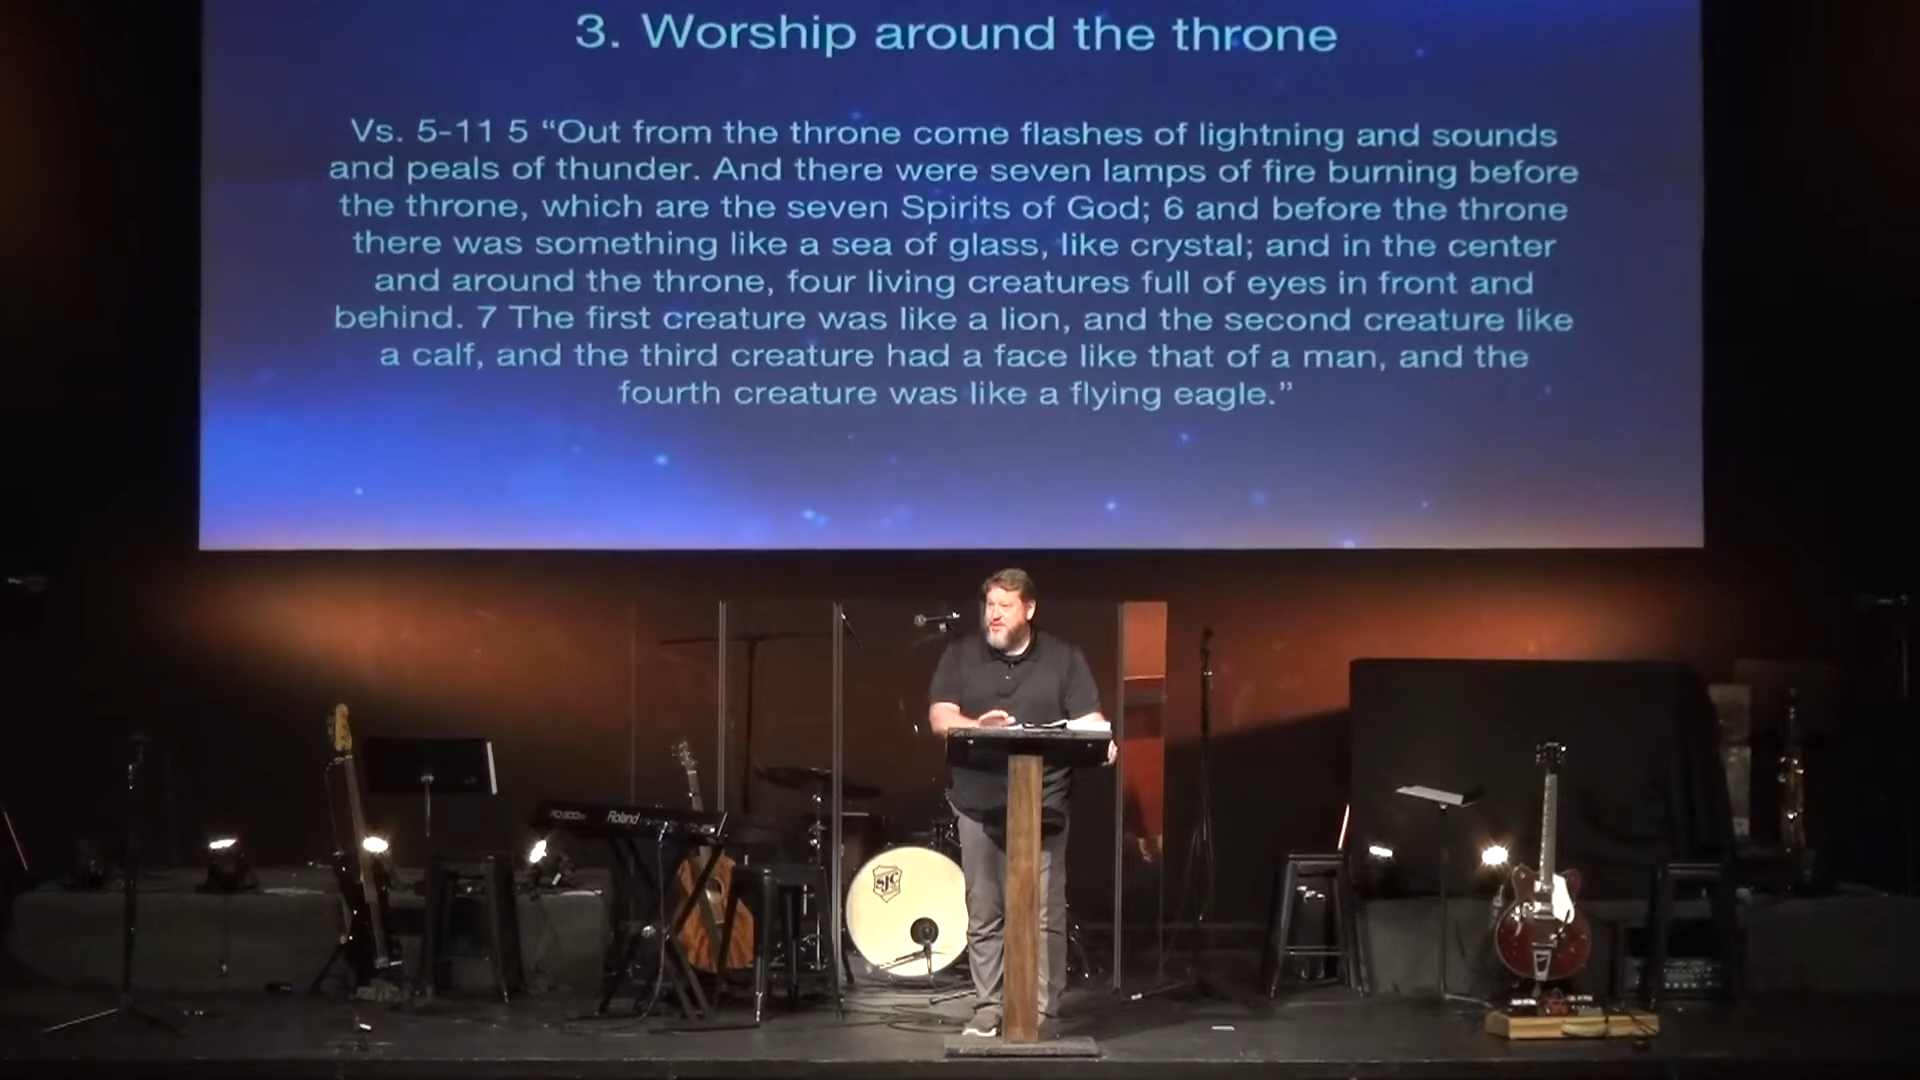 3. Worship around the throne
Vs. 5-11 5 “Out from the throne come flashes of lightning and sounds
and peals of thunder. And there were seven lamps of fire burning before
the throne, which are the seven Spirits of God; 6 and before the throne
there was something like a sea of glass, like crystal; and in the center
and around the throne, four living creatures full of eyes in front and
behind. 7 The first creature was like a lion, and the second creature like
a calf, and the third creature had a face like that of a man, and the
fourth creature was like a flying eagle.”
Roland
SJC